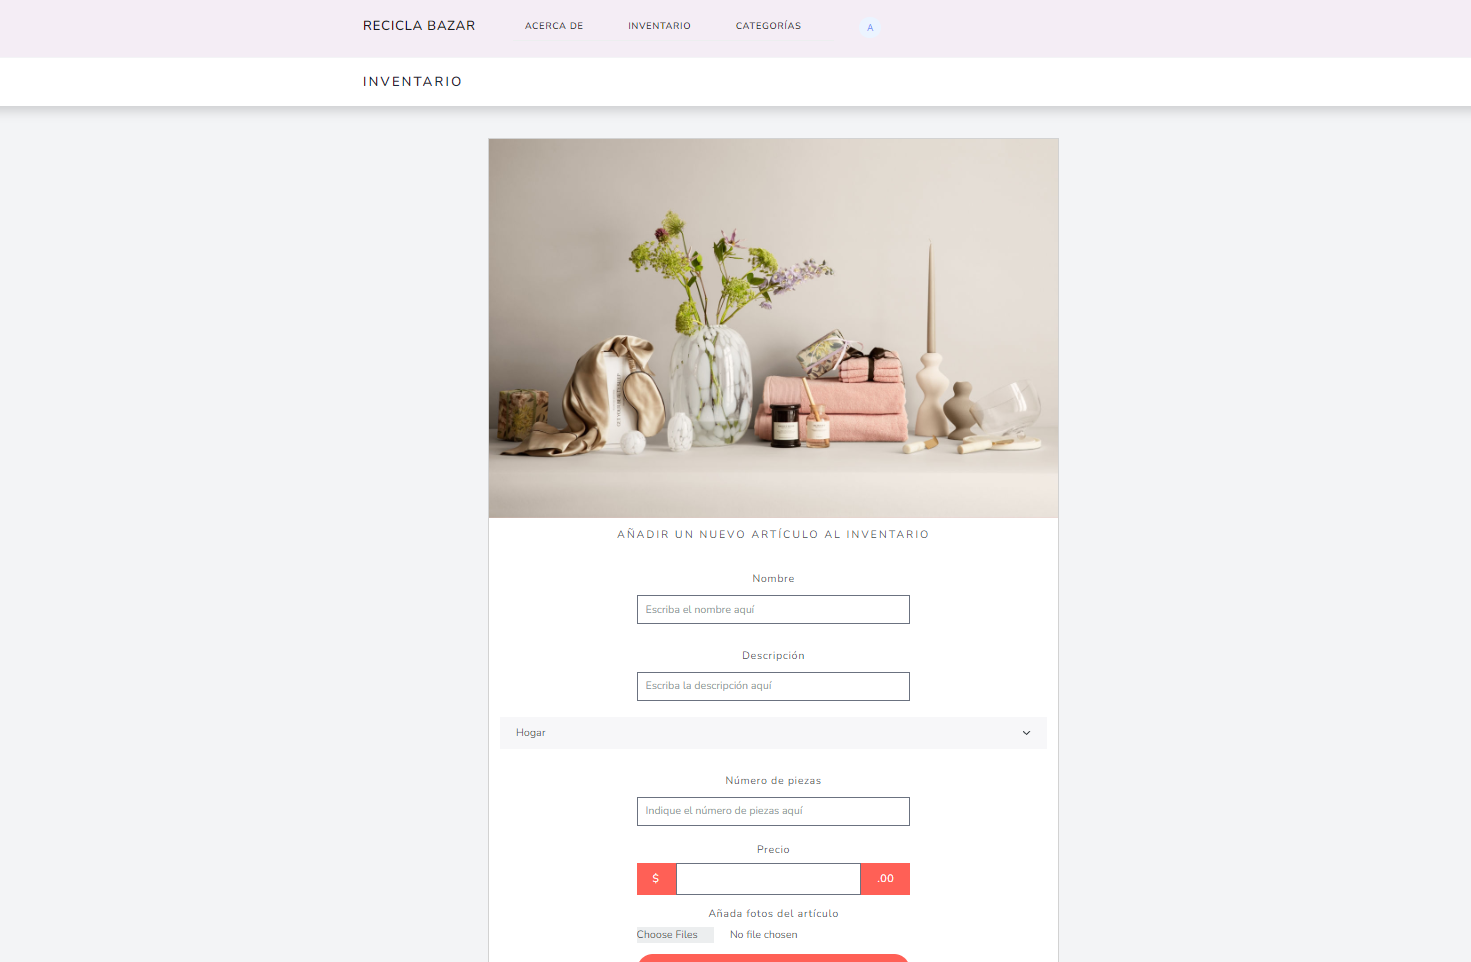 RECICLA BAZAR ACERCA DE INVENTARIO CATEGORÍAS A
INVENTARIO
AÑADIR UN NUEVO ARTÍCULO AL INVENTARIO
Nombre
Escriba el nombre aquí
Descripción
Escriba la descripción aquí
Hogar
Número de piezas
Indique el número de piezas aquí
Precio
$ .00
Añada fotos del artículo
Choose Files No file chosen